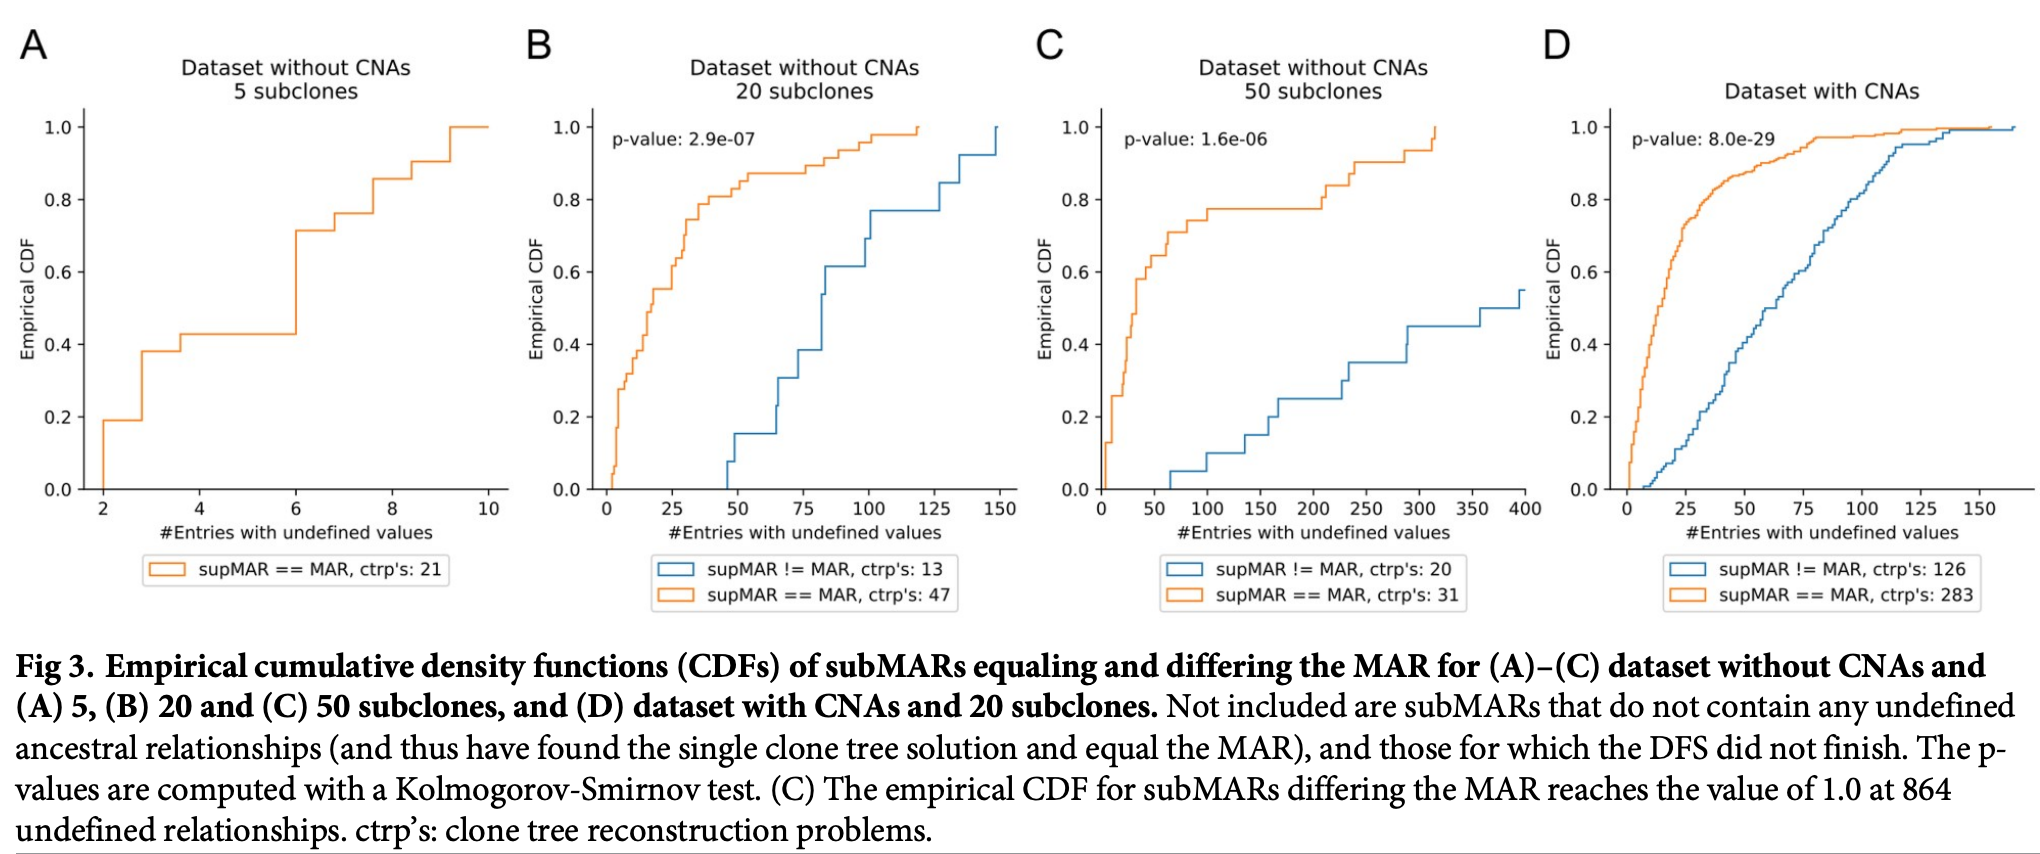 A
Dataset without CNAs
5 subclones
1.0
0.8
0.6
0.4
0.2
0.0
Empirical CDF
2 4 6 8 10
#Entries with undefined values
supMAR == MAR, ctrp's: 21
B
Dataset without CNAs
20 subclones
p-value: 2.9e-07
1.0
0.8
0.6
0.4
0.2
0.0
Empirical CDF
0 25 50 75 100 125 150
#Entries with undefined values
supMAR != MAR, ctrp's: 13
supMAR == MAR, ctrp's: 47
C
Dataset without CNAs
50 subclones
p-value: 1.6e-06
1.0
0.8
0.6
0.4
0.2
0.0
Empirical CDF
0 50 100 150 200 250 300 350 400
#Entries with undefined values
supMAR != MAR, ctrp's: 20
supMAR == MAR, ctrp's: 31
D
Dataset with CNAs
p-value: 8.0e-29
1.0
0.8
0.6
0.4
0.2
0.0
Empirical CDF
0 25 50 75 100 125 150
#Entries with undefined values
supMAR != MAR, ctrp's: 126
supMAR == MAR, ctrp's: 283
Fig 3. Empirical cumulative density functions (CDFs) of subMARs equaling and differing the MAR for (A)–(C) dataset without CNAs and
(A) 5, (B) 20 and (C) 50 subclones, and (D) dataset with CNAs and 20 subclones. Not included are subMARs that do not contain any undefined
ancestral relationships (and thus have found the single clone tree solution and equal the MAR), and those for which the DFS did not finish. The p-
values are computed with a Kolmogorov-Smirnov test. (C) The empirical CDF for subMARs differing the MAR reaches the value of 1.0 at 864
undefined relationships. ctrp’s: clone tree reconstruction problems.